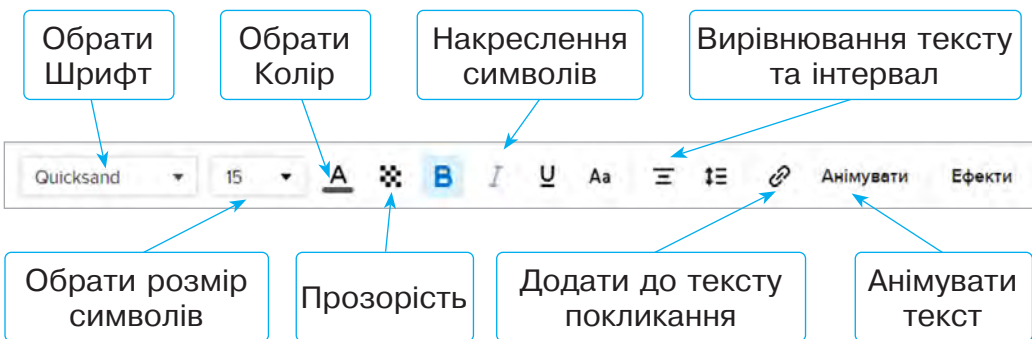 Обрати
Шрифт
Обрати
Колір
Накреслення
символів
Вирівнювання тексту
та інтервал
Quicksand 15 A B I U Aa Анімувати Ефекти
Обрати розмір
символів
Прозорість
Додати до тексту
покликання
Анімувати
текст